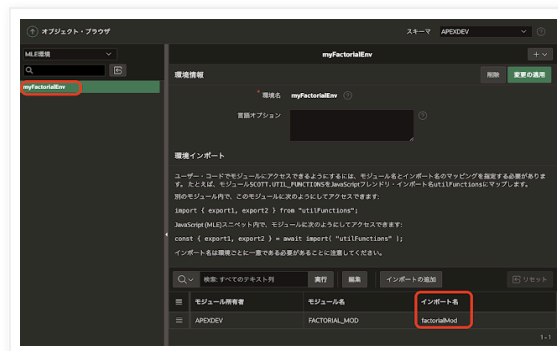 オブジェクト・ブラウザ
スキーマ APEXDEV
MLE環境
myFactorialEnv
myFactorialEnv
環境情報
削除 変更の適用
* 環境名 myFactorialEnv
言語オプション
環境インポート
ユーザー・コードでモジュールにアクセスできるようにするには、モジュール名とインポート名のマッピングを指定する必要がありま
す。たとえば、モジュールSCOTT.UTIL_FUNCTIONSをJavaScriptフレンドリ・インポート名utilFunctionsにマップします。
別のモジュール内で、このモジュールに次のようにしてアクセスできます:
import { export1, export2 } from "utilFunctions";
JavaScript (MLE)スニペット内で、モジュールに次のようにしてアクセスできます:
const { export1, export2 } = await import( "utilFunctions" );
インポート名は環境ごとに一意である必要があることに注意してください。
検索: すべてのテキスト列 実行 編集 インポートの追加 リセット
モジュール所有者 モジュール名 インポート名
APEXDEV FACTORIAL_MOD factorialMod
1 - 1